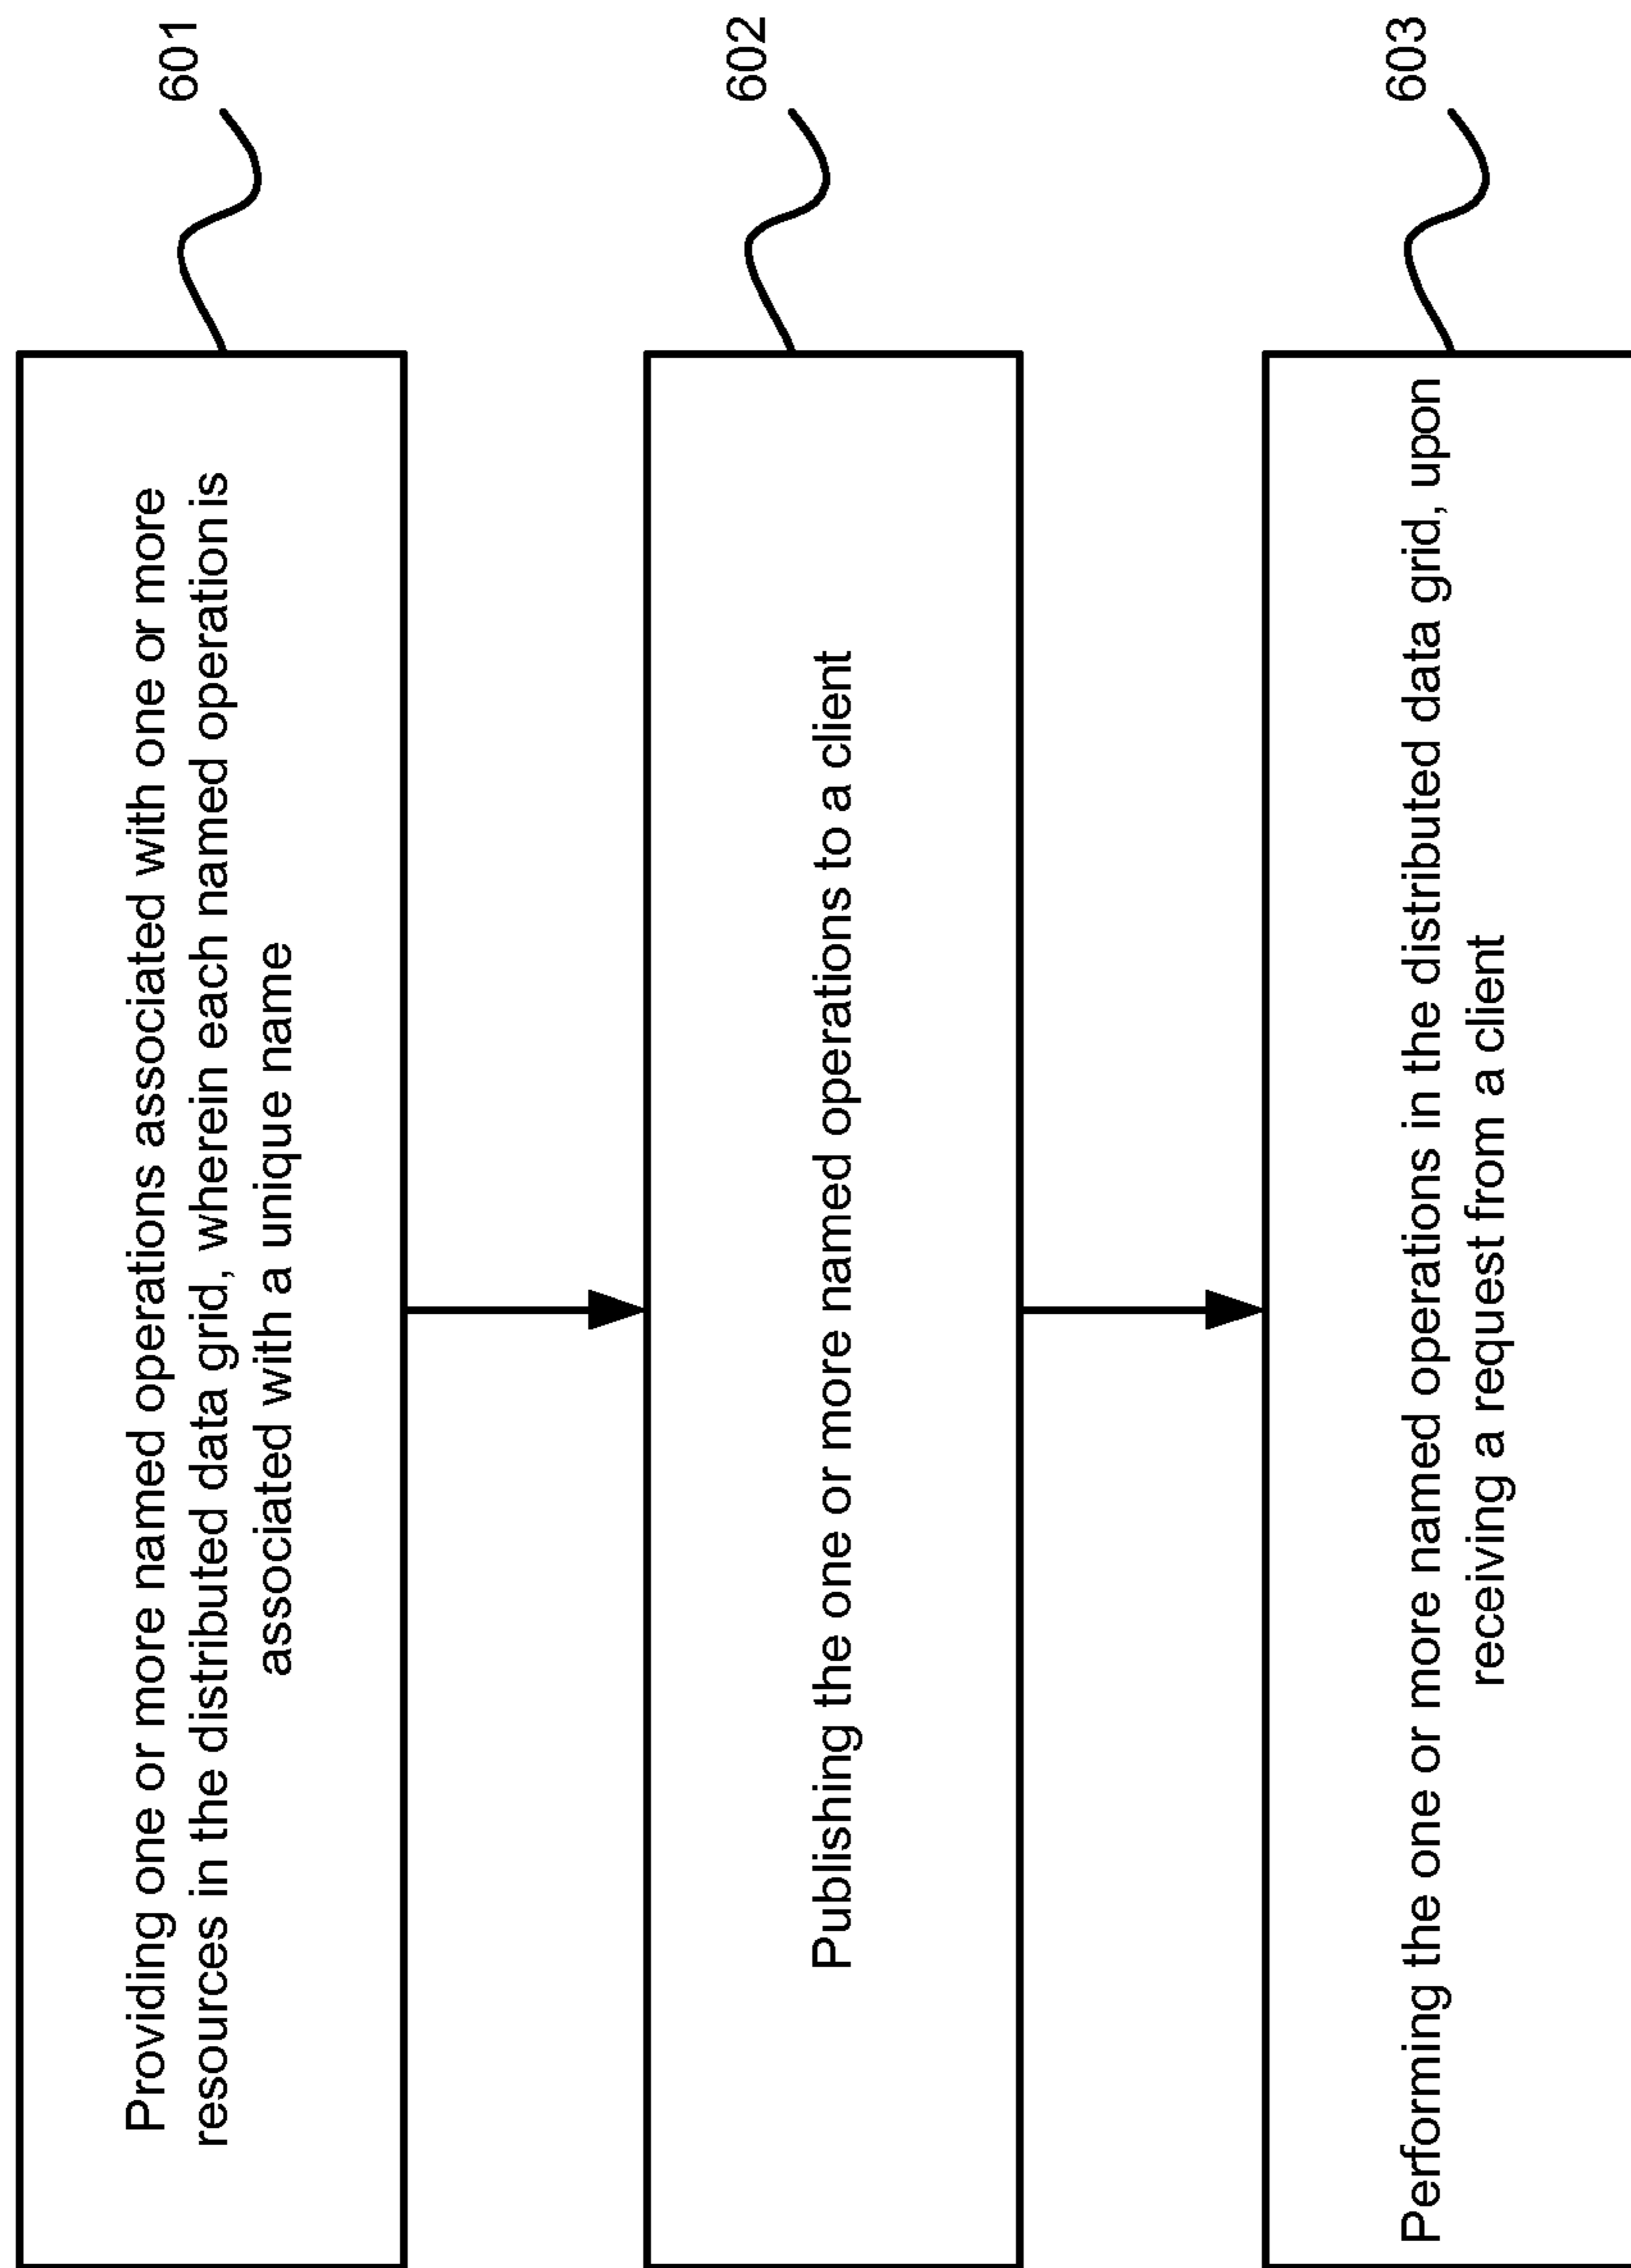 Providing one or more named operations associated with one or more
resources in the distributed data grid, wherein each named operation is
associated with a unique name
601
Publishing the one or more named operations to a client
602
Performing the one or more named operations in the distributed data grid, upon
receiving a request from a client
603